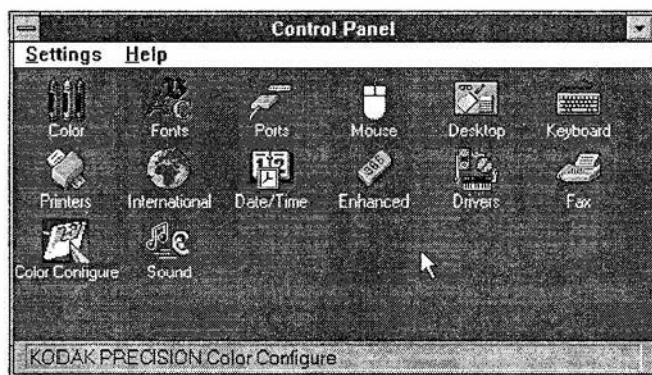 Control Panel
Settings Help
Color Fonts Ports Mouse Desktop Keyboard
Printers International Date/Time Enhanced Drivers Fax
Color Configure Sound
KODAK PRECISION Color Configure